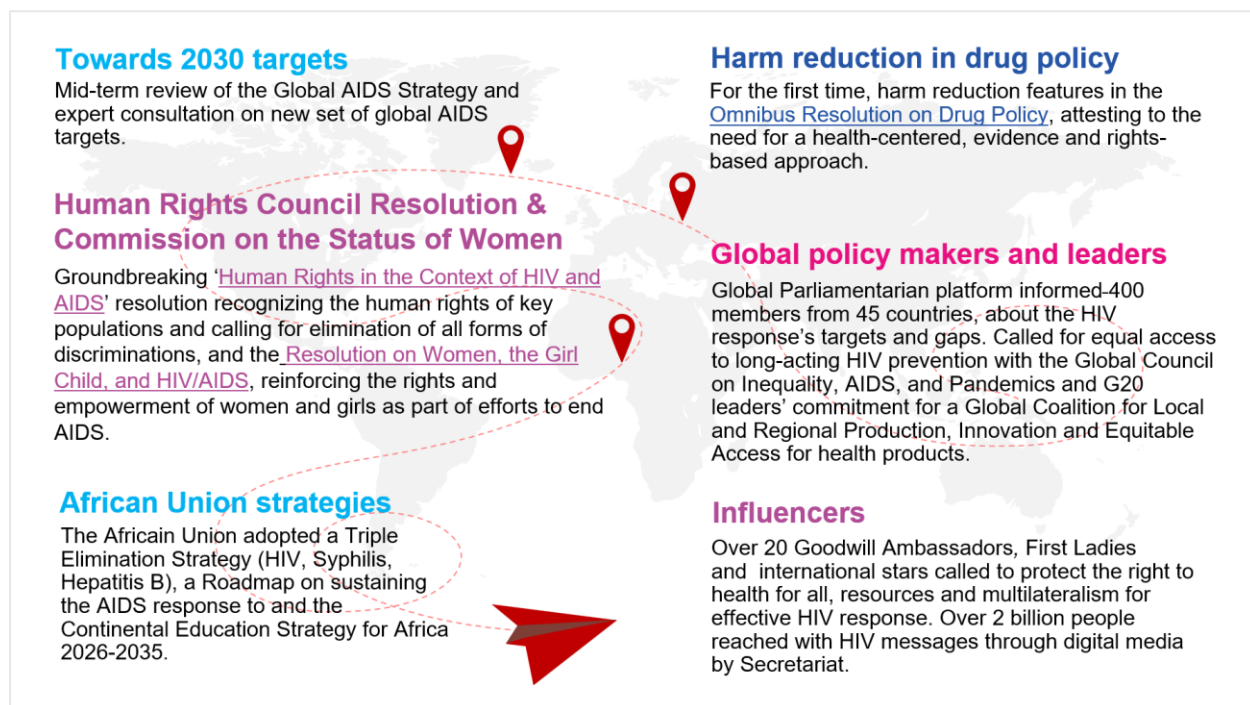 Towards 2030 targets
Mid-term review of the Global AIDS Strategy and
expert consultation on new set of global AIDS
targets.
Human Rights Council Resolution &
Commission on the Status of Women
Groundbreaking ‘Human Rights in the Context of HIV and
AIDS’ resolution recognizing the human rights of key
populations and calling for elimination of all forms of
discriminations, and the Resolution on Women, the Girl
Child, and HIV/AIDS, reinforcing the rights and
empowerment of women and girls as part of efforts to end
AIDS.
African Union strategies
The Africain Union adopted a Triple
Elimination Strategy (HIV, Syphilis,
Hepatitis B), a Roadmap on sustaining
the AIDS response to and the
Continental Education Strategy for Africa
2026-2035.
Harm reduction in drug policy
For the first time, harm reduction features in the
Omnibus Resolution on Drug Policy, attesting to the
need for a health-centered, evidence and rights-
based approach.
Global policy makers and leaders
Global Parliamentarian platform informed 400
members from 45 countries, about the HIV
response’s targets and gaps. Called for equal access
to long-acting HIV prevention with the Global Council
on Inequality, AIDS, and Pandemics and G20
leaders’ commitment for a Global Coalition for Local
and Regional Production, Innovation and Equitable
Access for health products.
Influencers
Over 20 Goodwill Ambassadors, First Ladies
and international stars called to protect the right to
health for all, resources and multilateralism for
effective HIV response. Over 2 billion people
reached with HIV messages through digital media
by Secretariat.